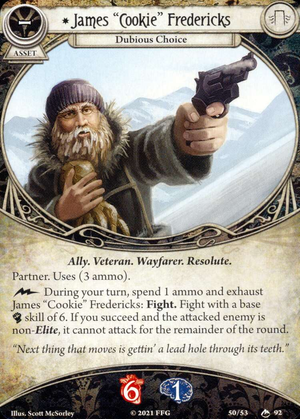 * James "Cookie" Fredericks
ASSET
Dubious Choice
Ally. Veteran. Wayfarer. Resolute.
Partner. Uses (3 ammo).
During your turn, spend 1 ammo and exhaust
James "Cookie" Fredericks: Fight. Fight with a base
skill of 6. If you succeed and the attacked enemy is
non-Elite, it cannot attack for the remainder of the round.
"Next thing that moves is gettin' a lead hole through its teeth."
6 1
Illus. Scott McSorley © 2021 FFG 50/53 92